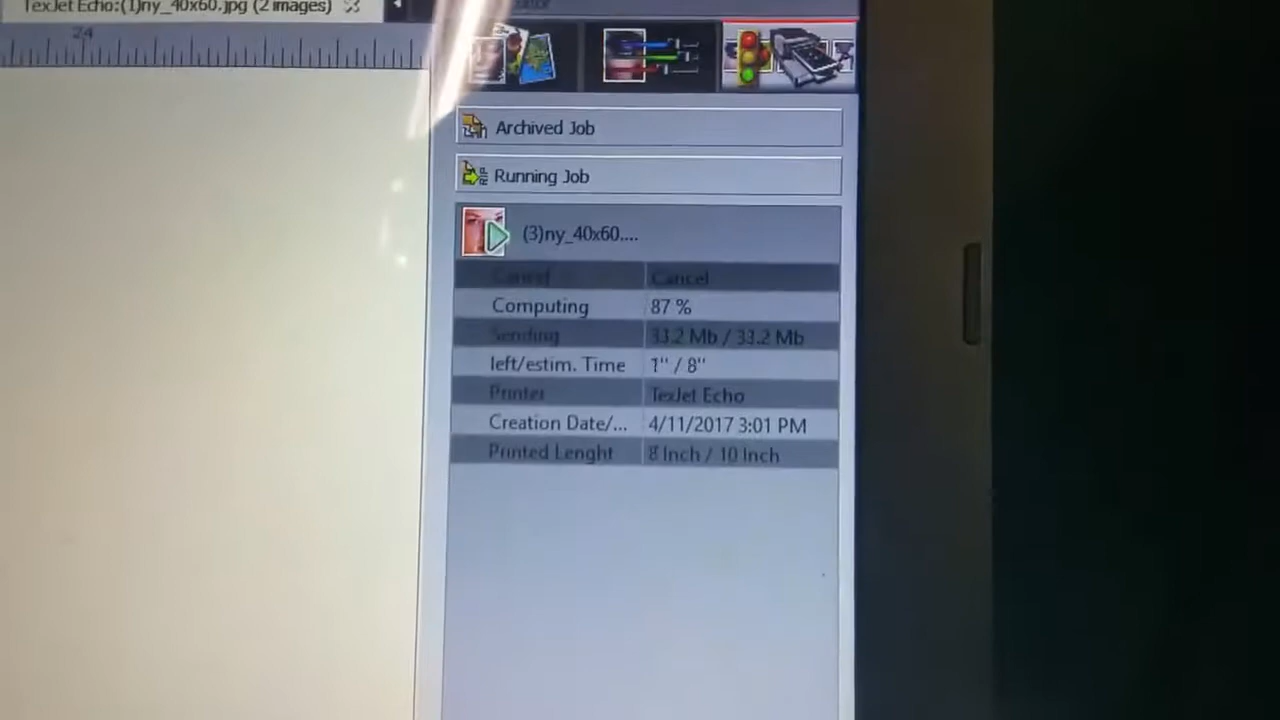 TexJet Echo:(1)ny_40x60.jpg (2 images)
24
Archived Job
Running Job
(3)ny_40x60....
Cancel Cancel
Computing 87 %
Sending 33.2 Mb / 33.2 Mb
left/estim. Time 1'' / 8''
Printer TexJet Echo
Creation Date/... 4/11/2017 3:01 PM
Printed Lenght 8 Inch / 10 Inch